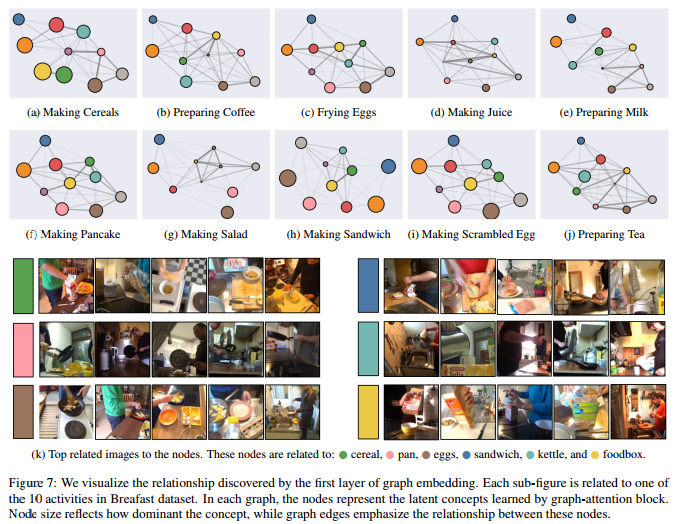 (a) Making Cereals (b) Preparing Coffee (c) Frying Eggs (d) Making Juice (e) Preparing Milk
(f) Making Pancake (g) Making Salad (h) Making Sandwich (i) Making Scrambled Egg (j) Preparing Tea
(k) Top related images to the nodes. These nodes are related to: cereal, pan, eggs, sandwich, kettle, and foodbox.
Figure 7: We visualize the relationship discovered by the first layer of graph embedding. Each sub-figure is related to one of
the 10 activities in Breafast dataset. In each graph, the nodes represent the latent concepts learned by graph-attention block.
Node size reflects how dominant the concept, while graph edges emphasize the relationship between these nodes.